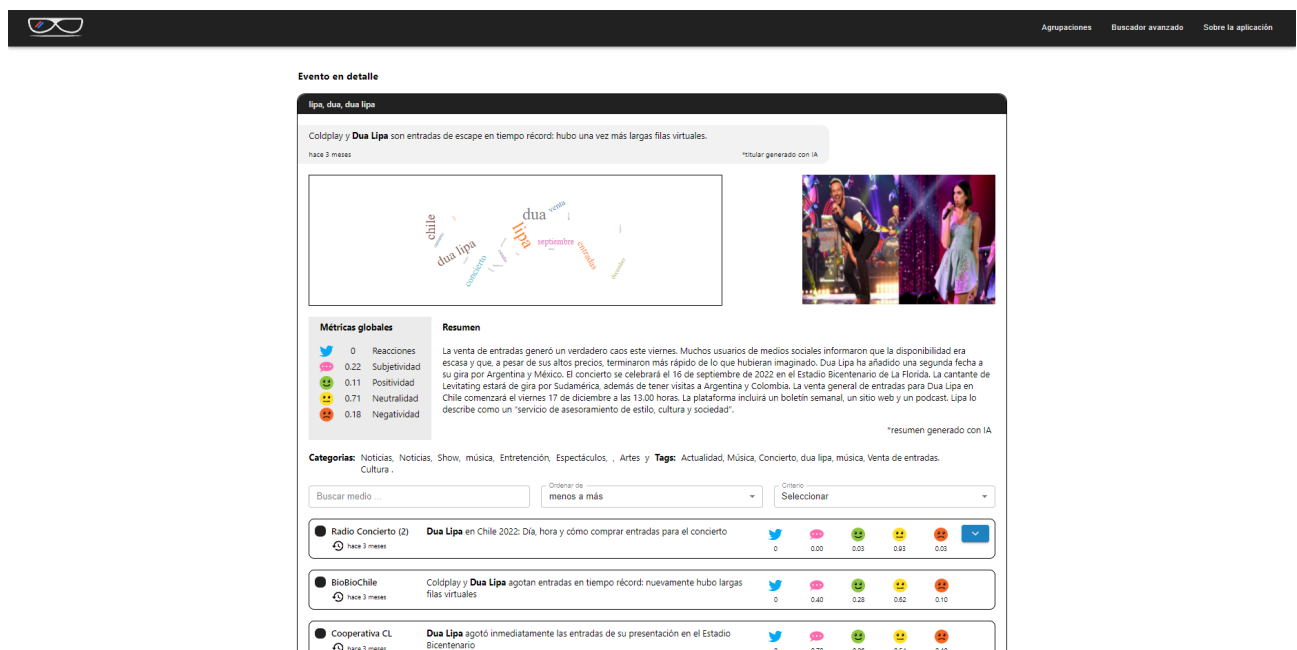 Agrupaciones Buscador avanzado Sobre la aplicación
Evento en detalle
lipa, dua, dua lipa
Coldplay y Dua Lipa son entradas de escape en tiempo récord: hubo una vez más largas filas virtuales.
hace 3 meses *titular generado con IA
chile
dua lipa
concierto
dua
lipa
venta
septiembre
entradas
Métricas globales
0 Reacciones
0.22 Subjetividad
0.11 Positividad
0.71 Neutralidad
0.18 Negatividad
Resumen
La venta de entradas generó un verdadero caos este viernes. Muchos usuarios de medios sociales informaron que la disponibilidad era
escasa y que, a pesar de sus altos precios, terminaron más rápido de lo que hubieran imaginado. Dua Lipa ha añadido una segunda fecha a
su gira por Argentina y México. El concierto se celebrará el 16 de septiembre de 2022 en el Estadio Bicentenario de La Florida. La cantante de
Levitating estará de gira por Sudamérica, además de tener visitas a Argentina y Colombia. La venta general de entradas para Dua Lipa en
Chile comenzará el viernes 17 de diciembre a las 13.00 horas. La plataforma incluirá un boletín semanal, un sitio web y un podcast. Lipa lo
describe como un "servicio de asesoramiento de estilo, cultura y sociedad".
*resumen generado con IA
Categorias: Noticias, Noticias, Show, música, Entretención, Espectáculos, , Artes y Tags: Actualidad, Música, Concierto, dua lipa, música, Venta de entradas.
Cultura .
Buscar medio ...
Ordenar de
menos a más
Criterio
Seleccionar
Radio Concierto (2) Dua Lipa en Chile 2022: Día, hora y cómo comprar entradas para el concierto
hace 3 meses
0 0.00 0.03 0.93 0.03
BioBioChile Coldplay y Dua Lipa agotan entradas en tiempo récord: nuevamente hubo largas
hace 3 meses filas virtuales
0 0.40 0.28 0.62 0.10
Cooperativa CL Dua Lipa agotó inmediatamente las entradas de su presentación en el Estadio
hace 3 meses Bicentenario